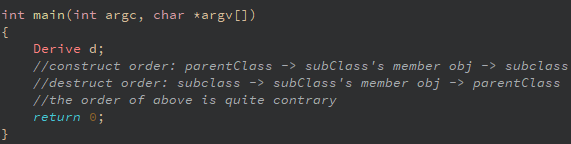 int main(int argc, char *argv[])
{
    Derive d;
    //construct order: parentClass -> subClass's member obj -> subclass
    //destruct order: subclass -> subClass's member obj -> parentClass
    //the order of above is quite contrary
    return 0;
}